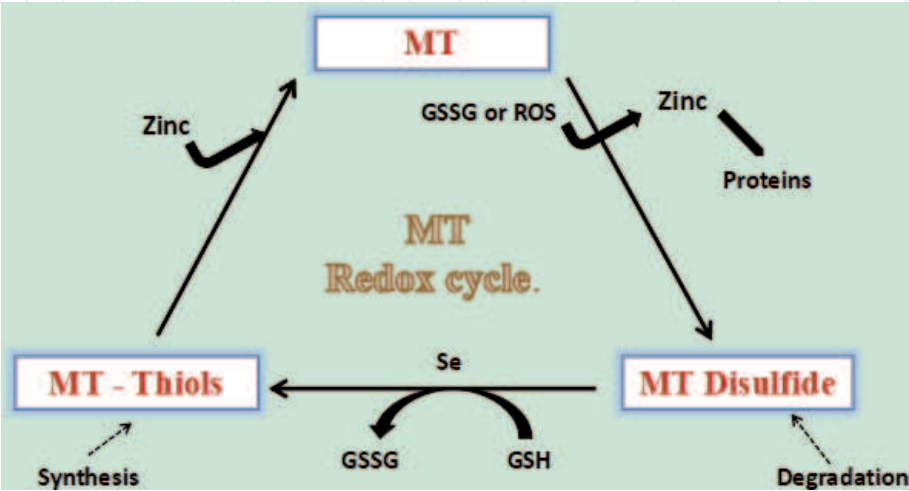 MT
Zinc
GSSG or ROS
Zinc
Proteins
MT
Redox cycle.
MT - Thiols
Se
MT Disulfide
GSSG
GSH
Synthesis
Degradation